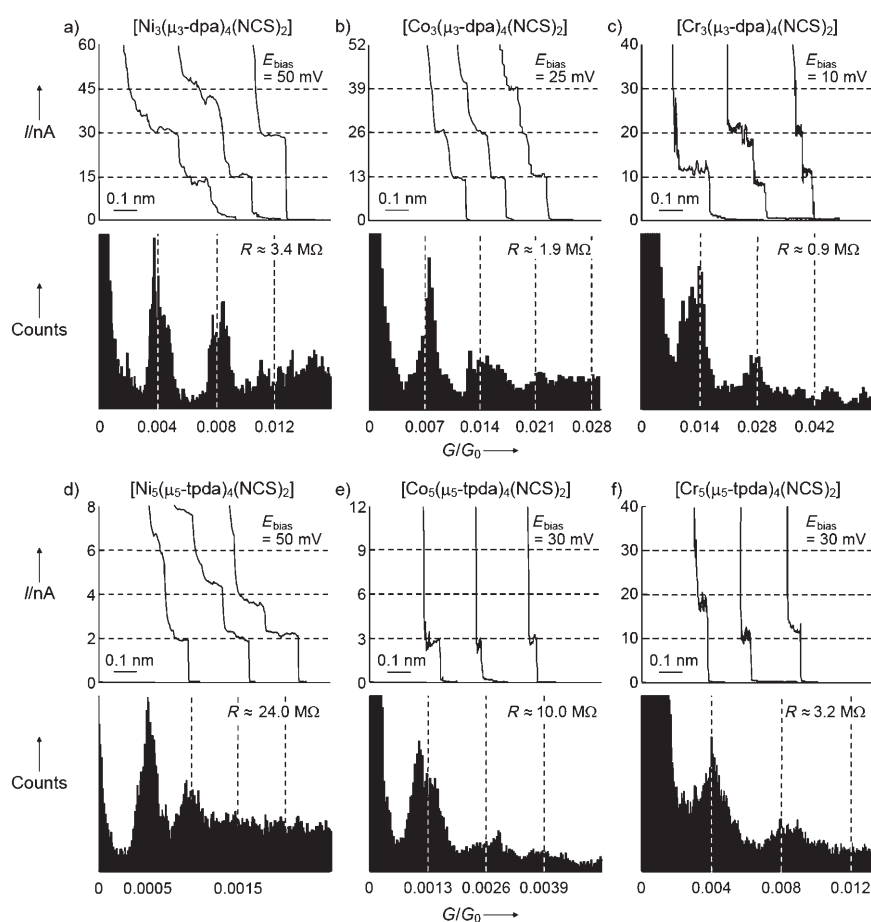 a) [Ni₃(μ₃-dpa)₄(NCS)₂]
60
45
30
15
0
I/nA
E_bias
= 50 mV
0.1 nm
b) [Co₃(μ₃-dpa)₄(NCS)₂]
52
39
26
13
0
E_bias
= 25 mV
0.1 nm
c) [Cr₃(μ₃-dpa)₄(NCS)₂]
40
30
20
10
0
E_bias
= 10 mV
0.1 nm
Counts
R ≈ 3.4 MΩ
0 0.004 0.008 0.012
R ≈ 1.9 MΩ
0 0.007 0.014 0.021 0.028
R ≈ 0.9 MΩ
0 0.014 0.028 0.042
G/G₀
d) [Ni₅(μ₅-tpda)₄(NCS)₂]
8
6
4
2
0
I/nA
E_bias
= 50 mV
0.1 nm
e) [Co₅(μ₅-tpda)₄(NCS)₂]
12
9
6
3
0
E_bias
= 30 mV
0.1 nm
f) [Cr₅(μ₅-tpda)₄(NCS)₂]
40
30
20
10
0
E_bias
= 30 mV
0.1 nm
Counts
R ≈ 24.0 MΩ
0 0.0005 0.0015
R ≈ 10.0 MΩ
0 0.0013 0.0026 0.0039
R ≈ 3.2 MΩ
0 0.004 0.008 0.012
G/G₀